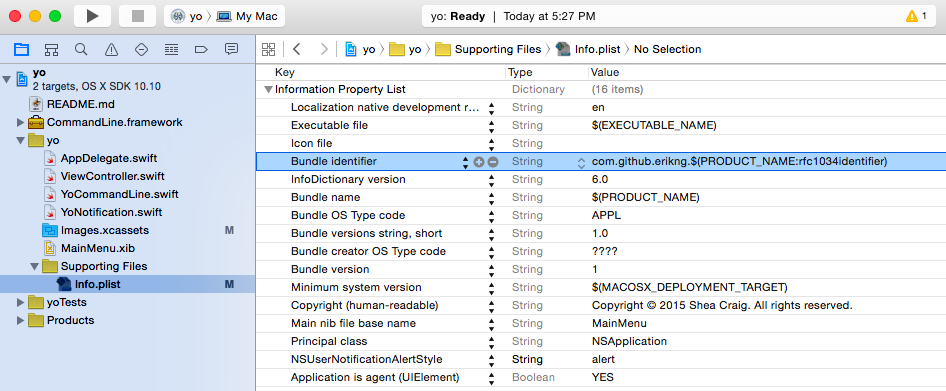 yo My Mac yo: Ready | Today at 5:27 PM 1
yo yo Supporting Files Info.plist No Selection
yo
2 targets, OS X SDK 10.10
README.md
CommandLine.framework
yo
AppDelegate.swift
ViewController.swift
YoCommandLine.swift
YoNotification.swift
Images.xcassets M
MainMenu.xib
Supporting Files
Info.plist M
yoTests
Products
Key Type Value
Information Property List Dictionary (16 items)
Localization native development r... String en
Executable file String $(EXECUTABLE_NAME)
Icon file String
Bundle identifier String com.github.erikng.$(PRODUCT_NAME:rfc1034identifier)
InfoDictionary version String 6.0
Bundle name String $(PRODUCT_NAME)
Bundle OS Type code String APPL
Bundle versions string, short String 1.0
Bundle creator OS Type code String ????
Bundle version String 1
Minimum system version String $(MACOSX_DEPLOYMENT_TARGET)
Copyright (human-readable) String Copyright © 2015 Shea Craig. All rights reserved.
Main nib file base name String MainMenu
Principal class String NSApplication
NSUserNotificationAlertStyle String alert
Application is agent (UIElement) Boolean YES